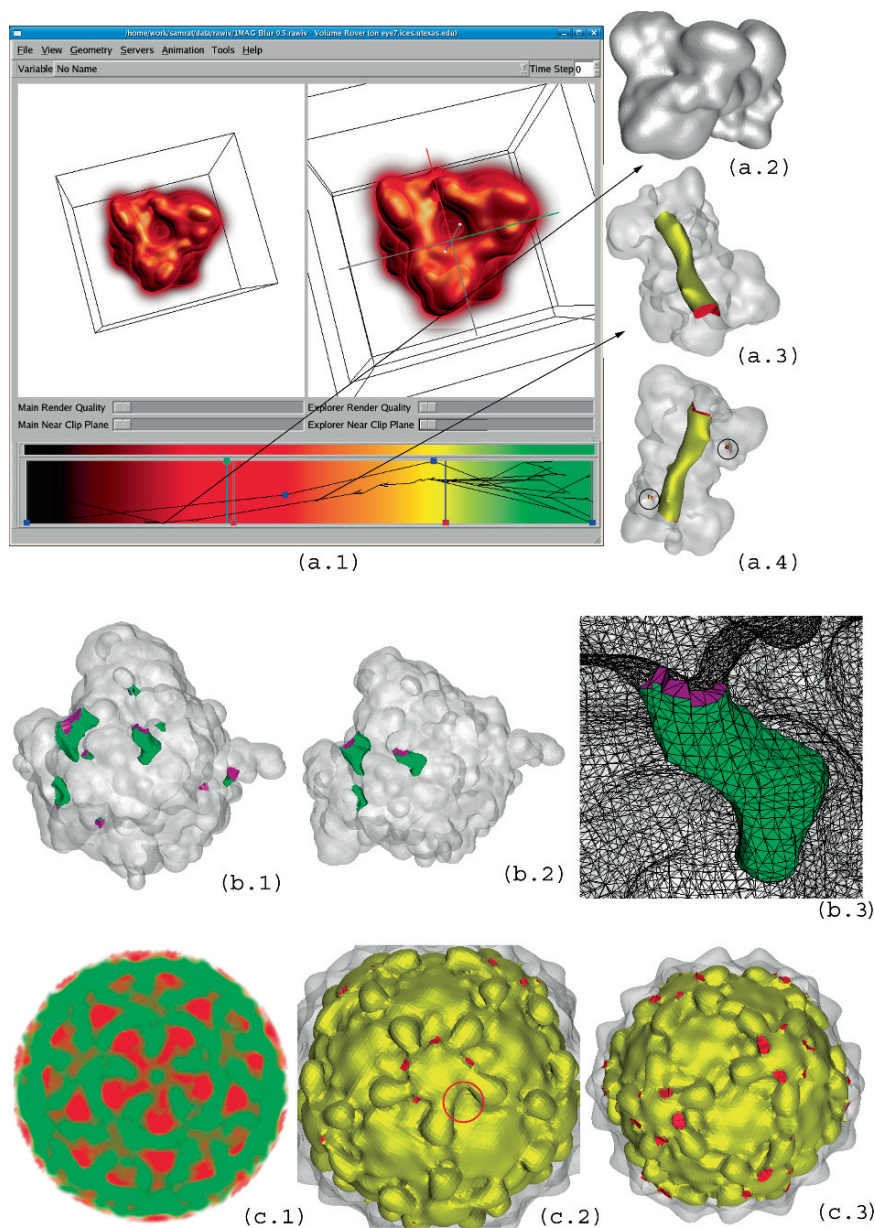 /home/work/samrat/data/rawiv/1MAG-Blur 0.5.rawiv - Volume Rover (on eye7.ices.utexas.edu)
File View Geometry Servers Animation Tools Help
Variable No Name Time Step 0
Main Render Quality Explorer Render Quality
Main Near Clip Plane Explorer Near Clip Plane
(a.1)
(a.2)
(a.3)
(a.4)
(b.1)
(b.2)
(b.3)
(c.1)
(c.2)
(c.3)